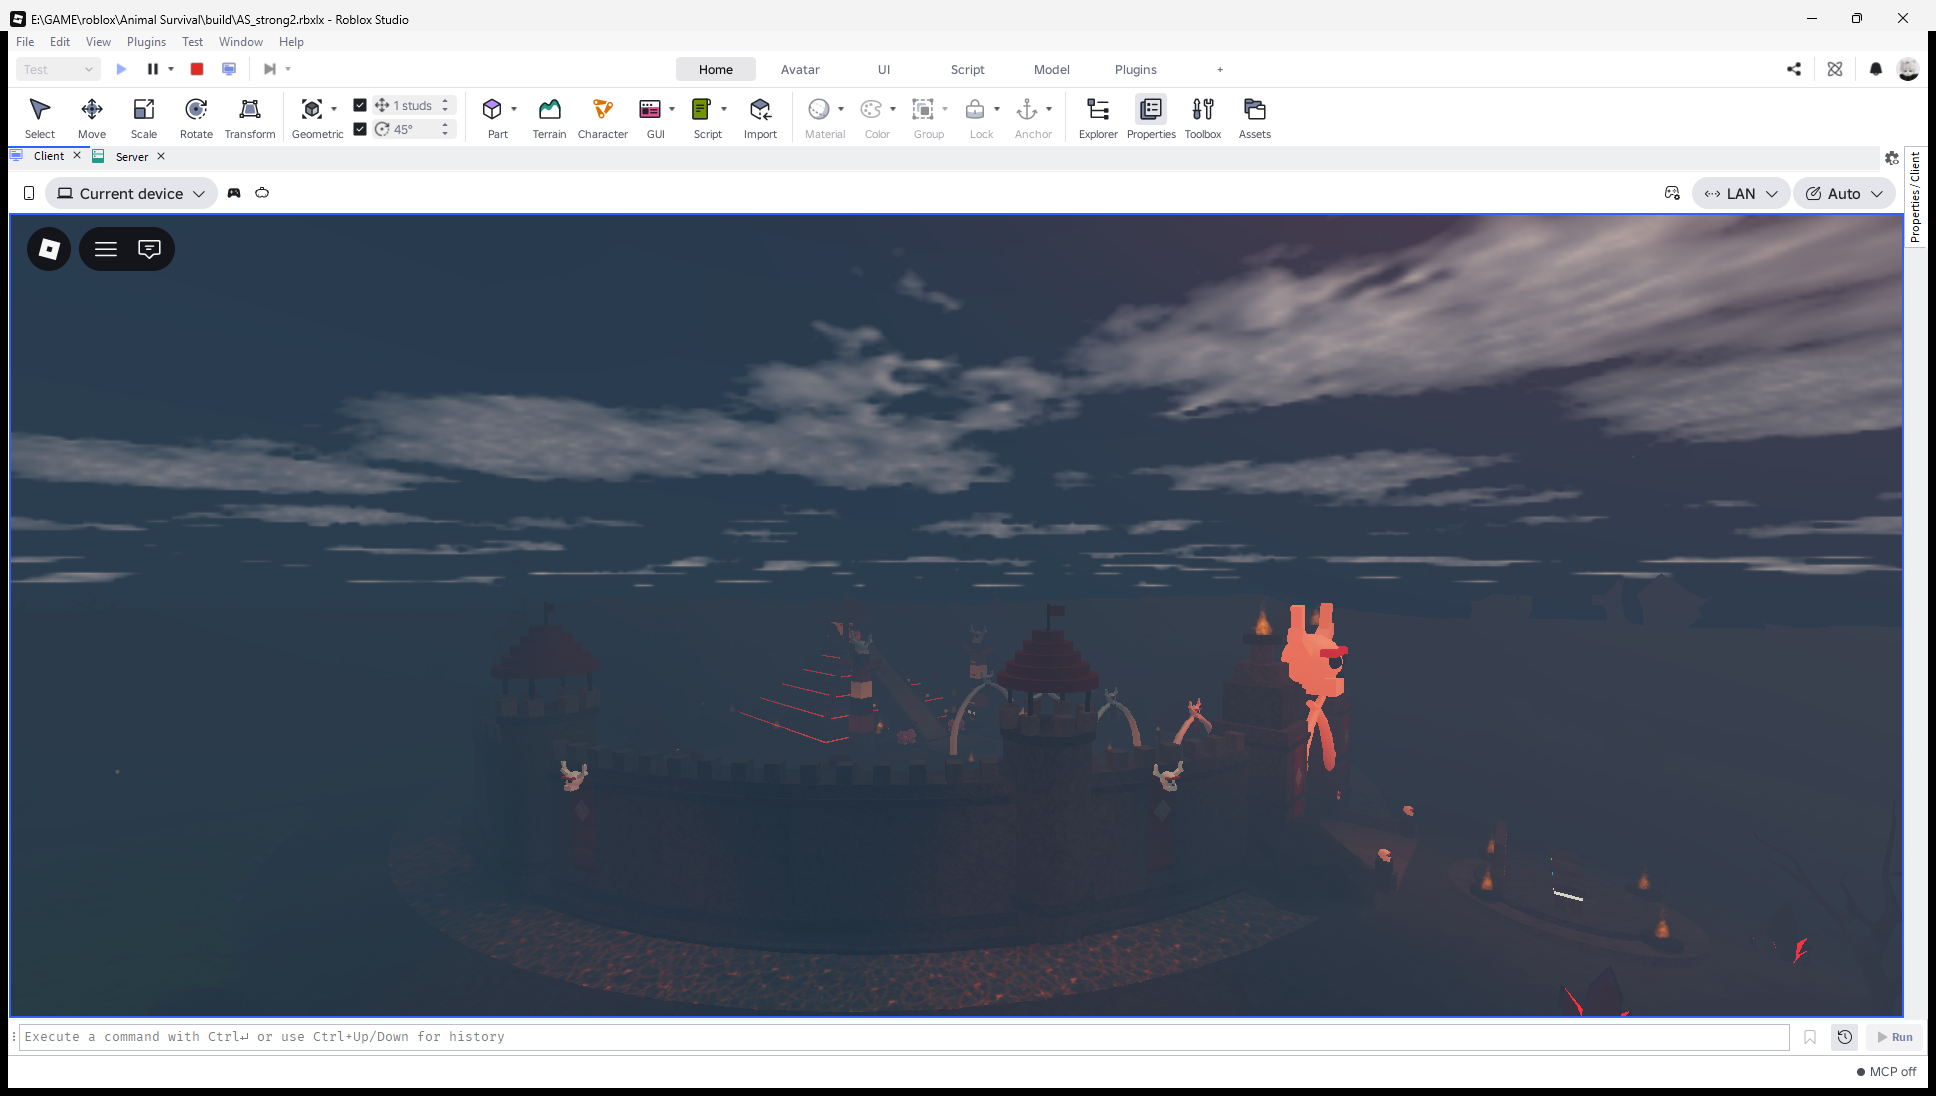 E:\GAME\roblox\Animal Survival\build\AS_strong2.rbxlx - Roblox Studio
File Edit View Plugins Test Window Help
Test Home Avatar UI Script Model Plugins +
1 studs
45°
Select Move Scale Rotate Transform Geometric Part Terrain Character GUI Script Import Material Color Group Lock Anchor Explorer Properties Toolbox Assets
Client Server
Properties / Client
Current device LAN Auto
Execute a command with Ctrl↵ or use Ctrl+Up/Down for history Run
MCP off